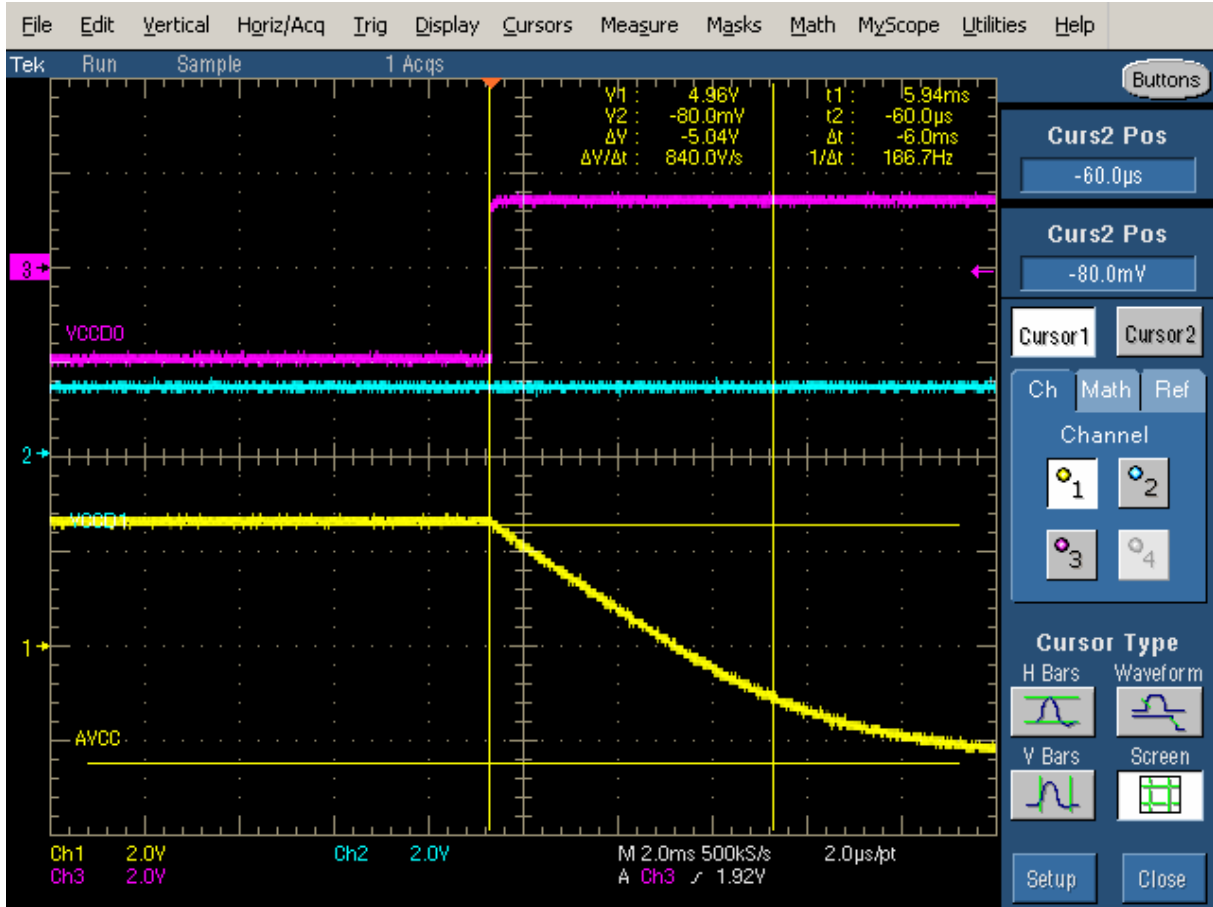 File Edit Vertical Horiz/Acq Trig Display Cursors Measure Masks Math MyScope Utilities Help
Tek Run Sample 1 Acqs
Buttons
V1 : 4.96V t1 : 5.94ms
V2 : -80.0mV t2 : -60.0µs
ΔV : -5.04V Δt : -6.0ms
ΔV/Δt : 840.0V/s 1/Δt : 166.7Hz
Curs2 Pos
-60.0µs
Curs2 Pos
-80.0mV
3
VCCD0
Cursor1 Cursor2
Ch Math Ref
Channel
2
1 2
VCCD1
3 4
1
Cursor Type
H Bars Waveform
AVCC
V Bars Screen
Ch1 2.0V Ch2 2.0V M 2.0ms 500kS/s 2.0µs/pt
Ch3 2.0V A Ch3 1.92V
Setup Close